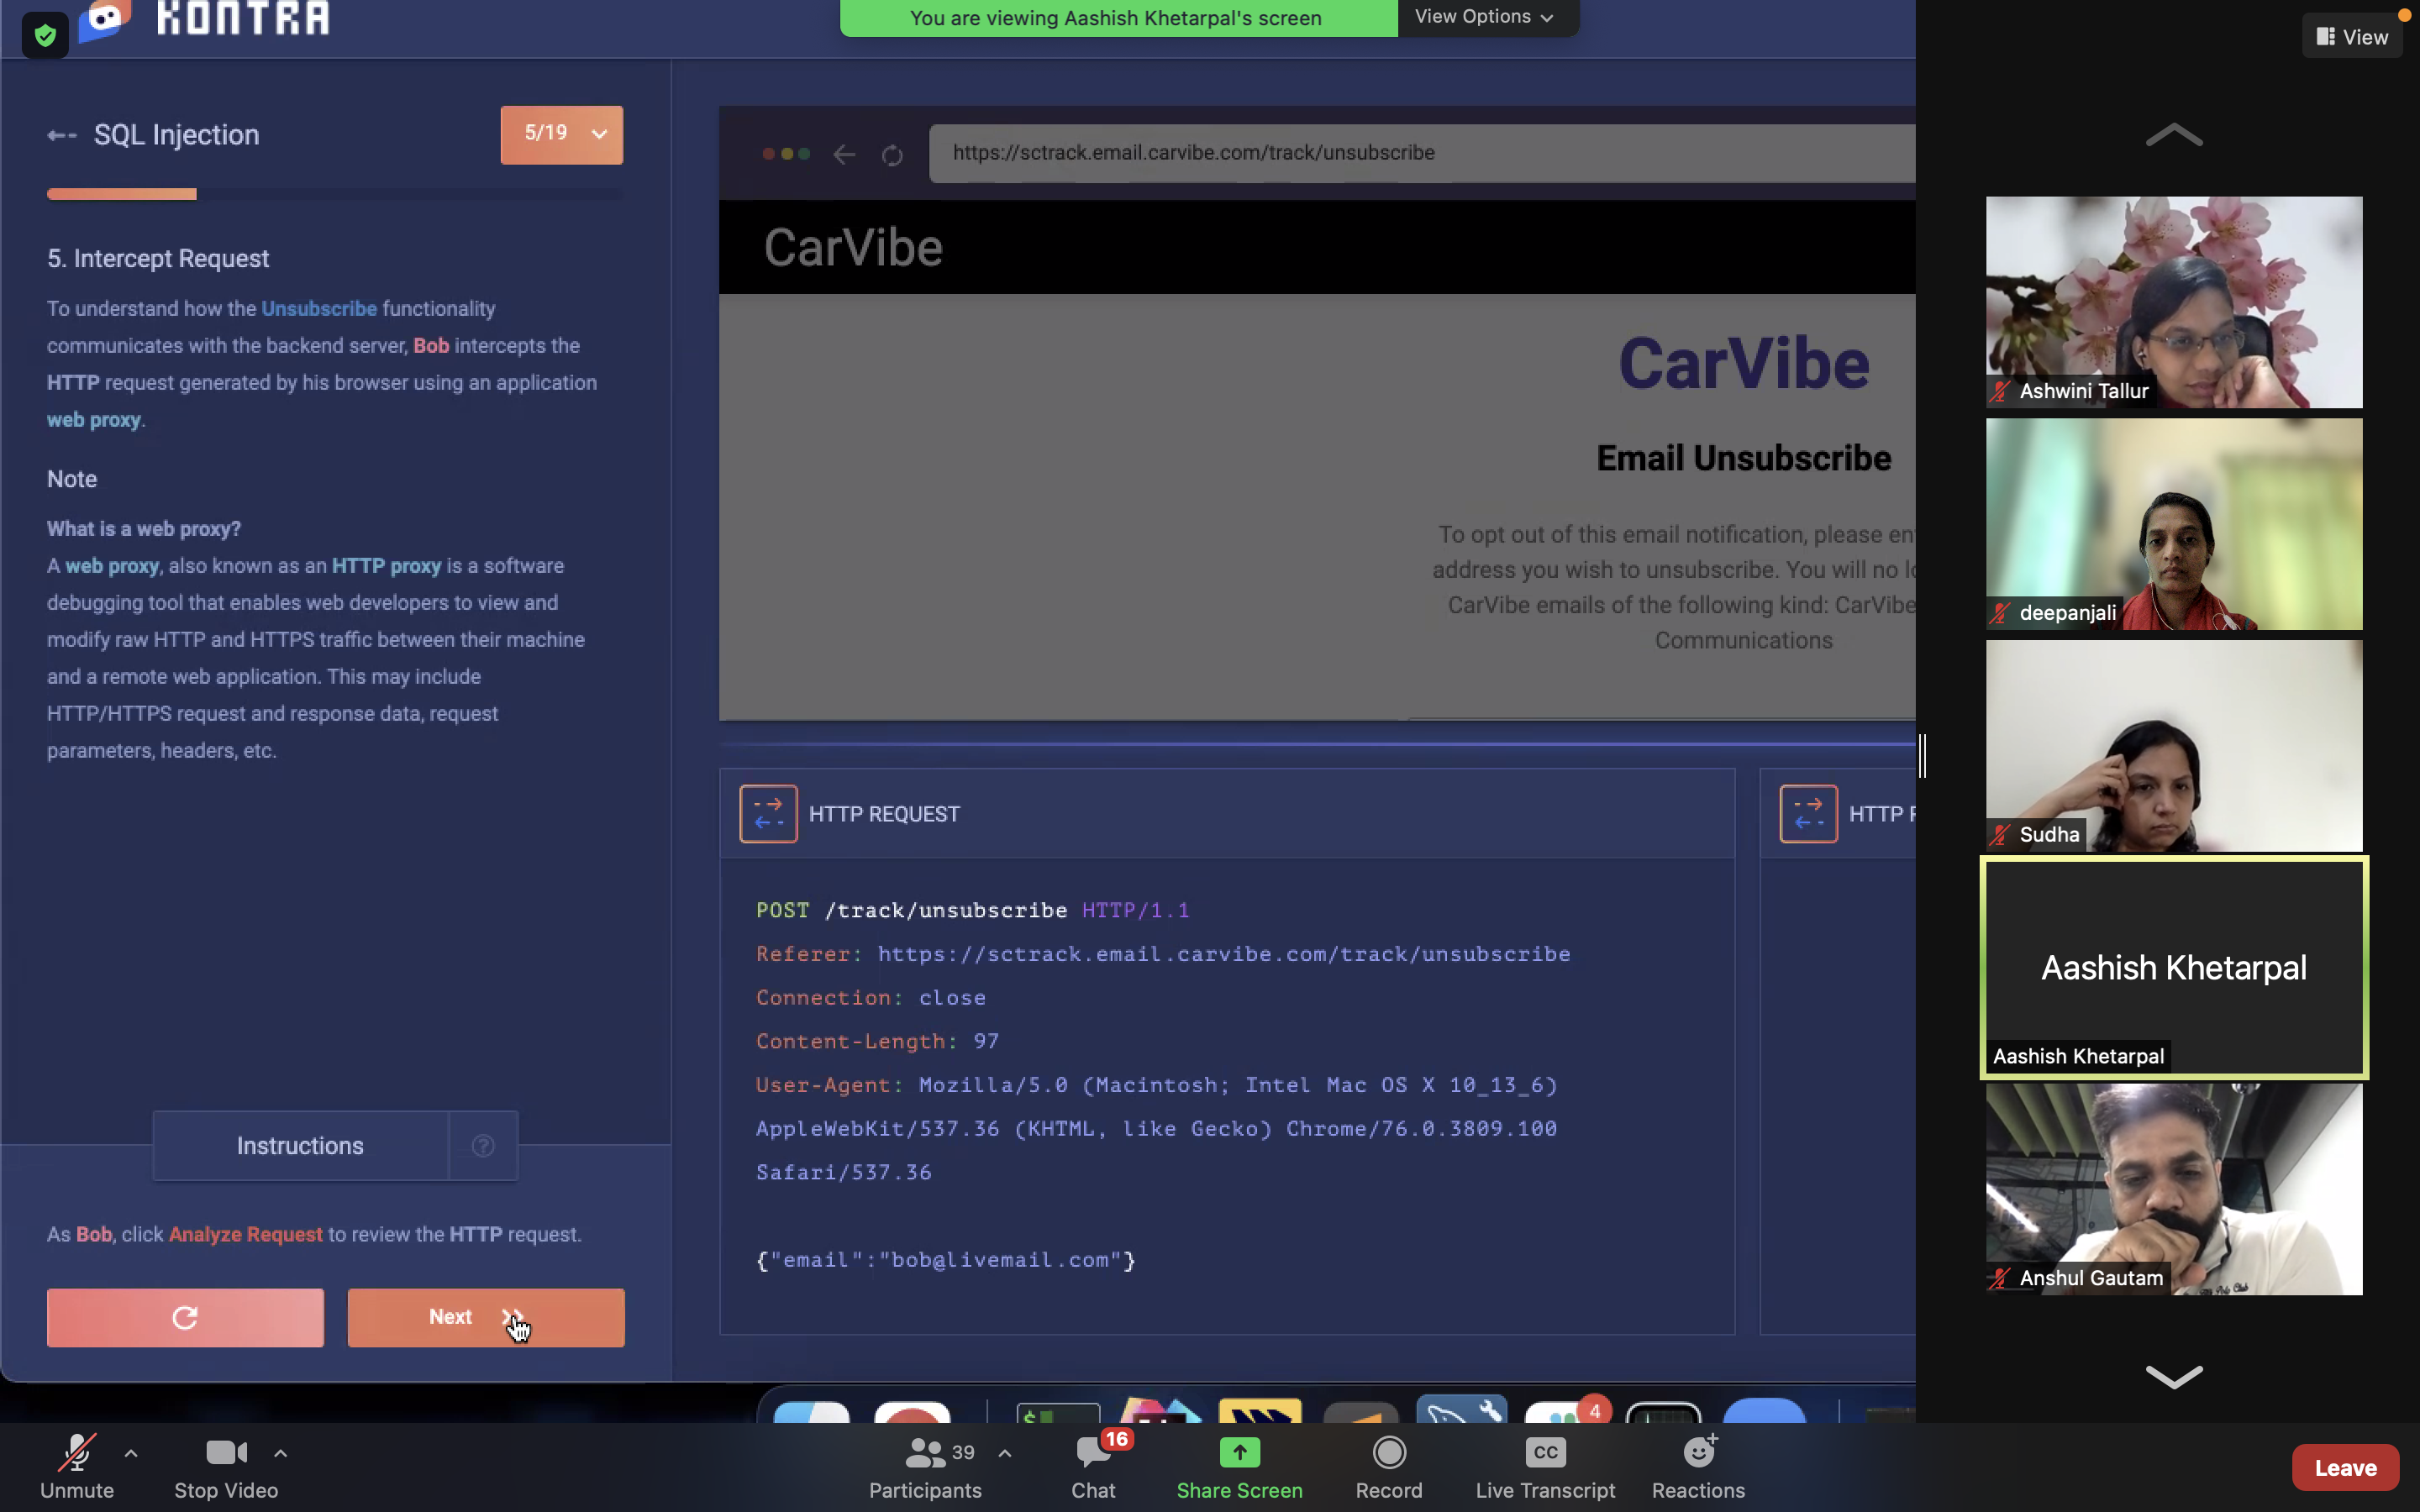 KONTRA
You are viewing Aashish Khetarpal's screen
View Options
View
SQL Injection
5/19
5. Intercept Request
To understand how the Unsubscribe functionality
communicates with the backend server, Bob intercepts the
HTTP request generated by his browser using an application
web proxy.
Note
What is a web proxy?
A web proxy, also known as an HTTP proxy is a software
debugging tool that enables web developers to view and
modify raw HTTP and HTTPS traffic between their machine
and a remote web application. This may include
HTTP/HTTPS request and response data, request
parameters, headers, etc.
Instructions
As Bob, click Analyze Request to review the HTTP request.
Next
https://sctrack.email.carvibe.com/track/unsubscribe
CarVibe
CarVibe
Email Unsubscribe
To opt out of this email notification, please en
address you wish to unsubscribe. You will no lo
CarVibe emails of the following kind: CarVibe
Communications
HTTP REQUEST
HTTP
POST /track/unsubscribe HTTP/1.1
Referer: https://sctrack.email.carvibe.com/track/unsubscribe
Connection: close
Content-Length: 97
User-Agent: Mozilla/5.0 (Macintosh; Intel Mac OS X 10_13_6)
AppleWebKit/537.36 (KHTML, like Gecko) Chrome/76.0.3809.100
Safari/537.36
{"email":"bob@livemail.com"}
Ashwini Tallur
deepanjali
Sudha
Aashish Khetarpal
Aashish Khetarpal
Anshul Gautam
4
Unmute
Stop Video
39
Participants
16
Chat
Share Screen
Record
CC
Live Transcript
Reactions
Leave